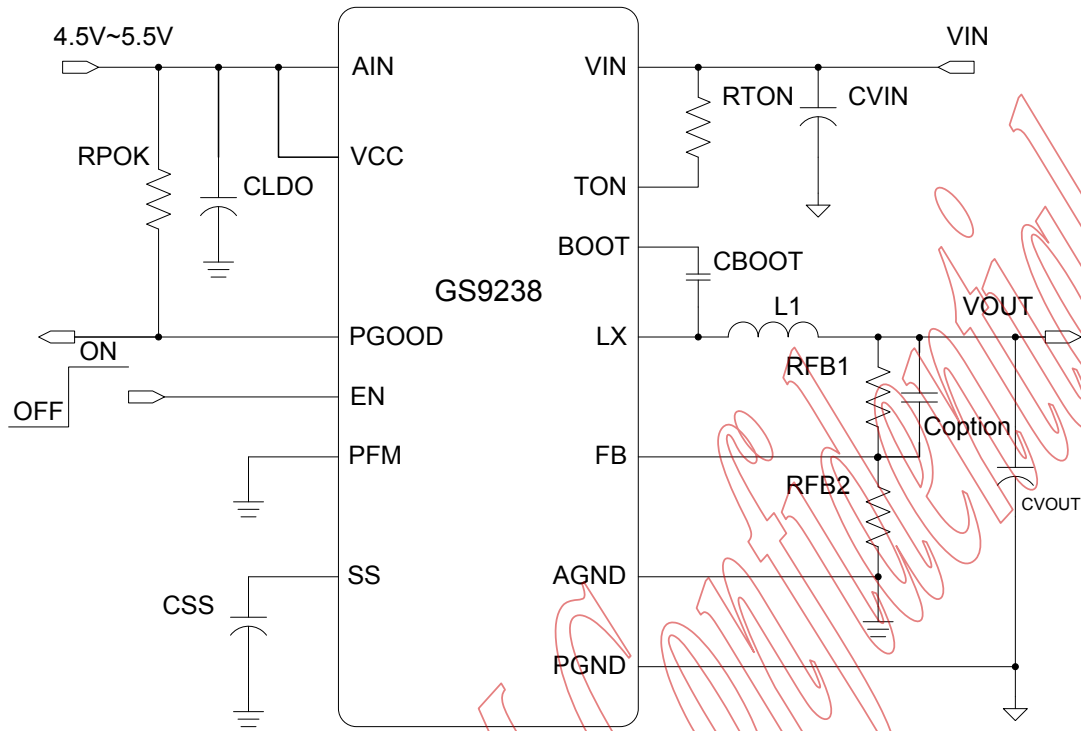 4.5V~5.5V
VIN
AIN
VIN
RTON
CVIN
RPOK
VCC
CLDO
TON
BOOT
CBOOT
GS9238
L1
VOUT
PGOOD
LX
ON
RFB1
OFF
EN
Coption
PFM
FB
RFB2
CVOUT
SS
AGND
CSS
PGND
Confidential